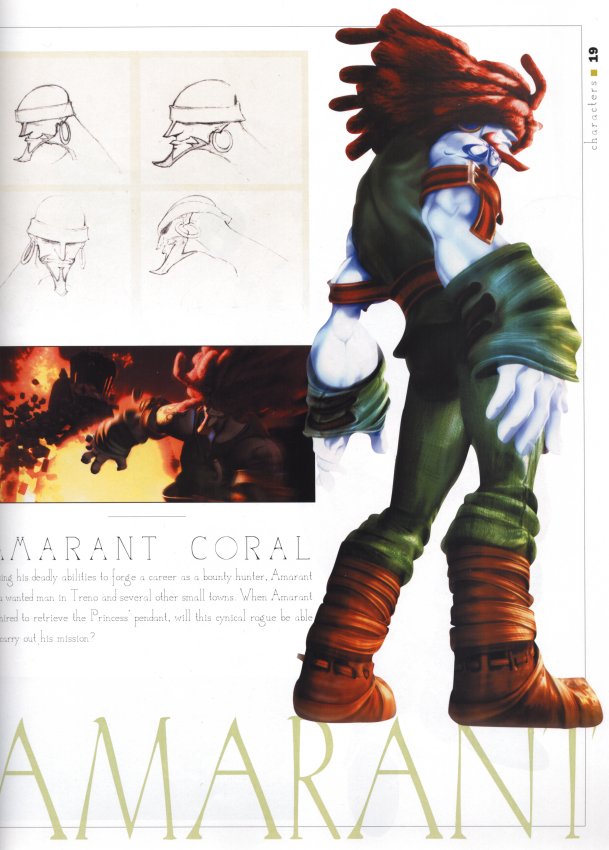 characters 19
AMARANT CORAL
ing his deadly abilities to forge a career as a bounty hunter, Amarant
a wanted man in Treno and several other small towns. When Amarant
hired to retrieve the Princess' pendant, will this cynical rogue be able
carry out his mission?
AMARANT